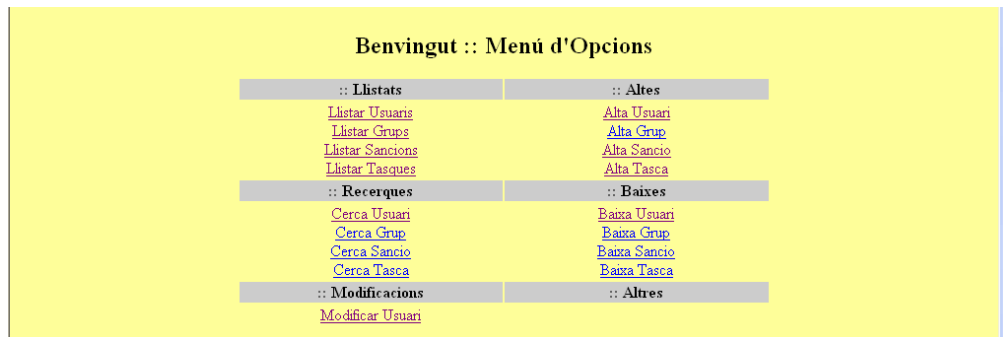 Benvingut :: Menú d'Opcions
:: Llistats
:: Altes
Llistar Usuaris
Alta Usuari
Llistar Grups
Alta Grup
Llistar Sancions
Alta Sancio
Llistar Tasques
Alta Tasca
:: Recerques
:: Baixes
Cerca Usuari
Baixa Usuari
Cerca Grup
Baixa Grup
Cerca Sancio
Baixa Sancio
Cerca Tasca
Baixa Tasca
:: Modificacions
:: Altres
Modificar Usuari